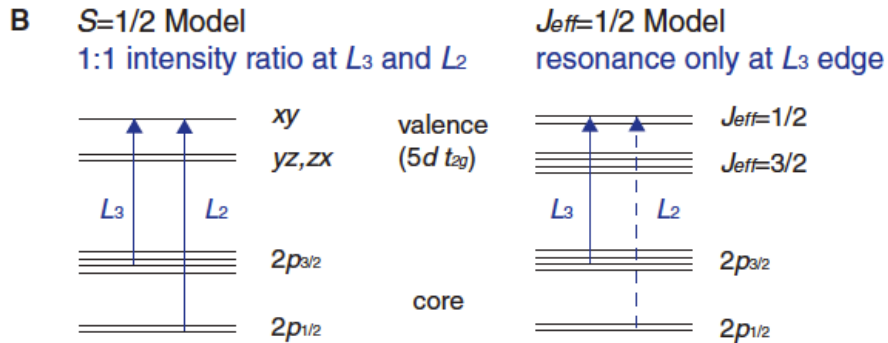 B
S=1/2 Model
1:1 intensity ratio at L3 and L2
Jeff=1/2 Model
resonance only at L3 edge
xy
yz,zx
L3
L2
2p3/2
2p1/2
valence
(5d t2g)
core
Jeff=1/2
Jeff=3/2
L3
L2
2p3/2
2p1/2